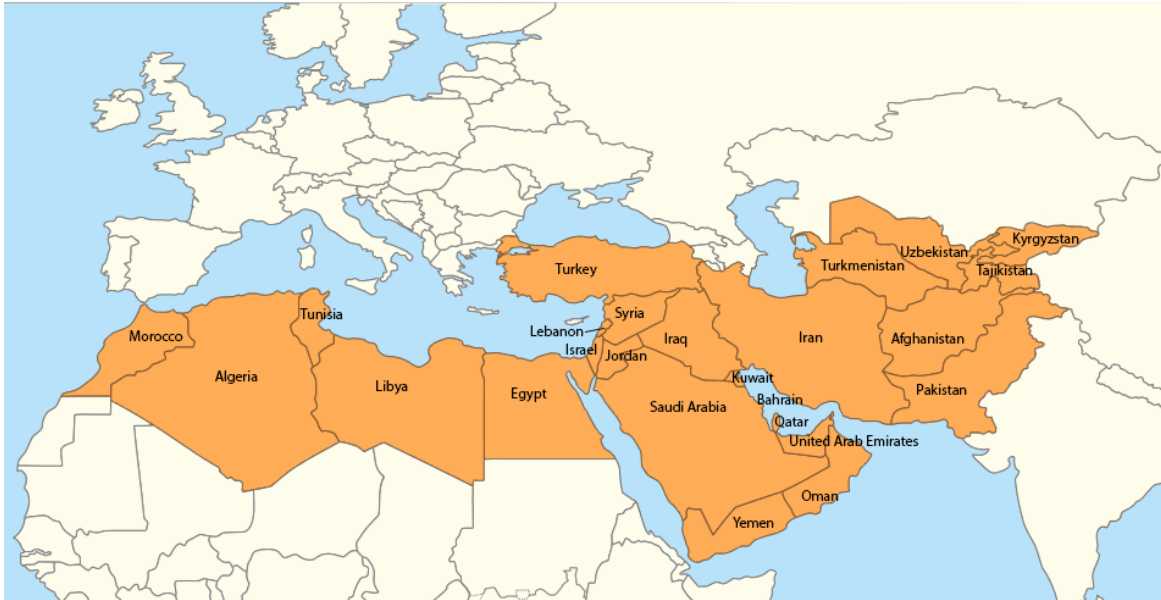 Kyrgyzstan
Uzbekistan
Turkmenistan
Tajikistan
Turkey
Tunisia
Syria
Lebanon
Morocco
Iraq
Iran
Afghanistan
Israel
Jordan
Algeria
Kuwait
Libya
Egypt
Pakistan
Bahrain
Saudi Arabia
Qatar
United Arab Emirates
Oman
Yemen